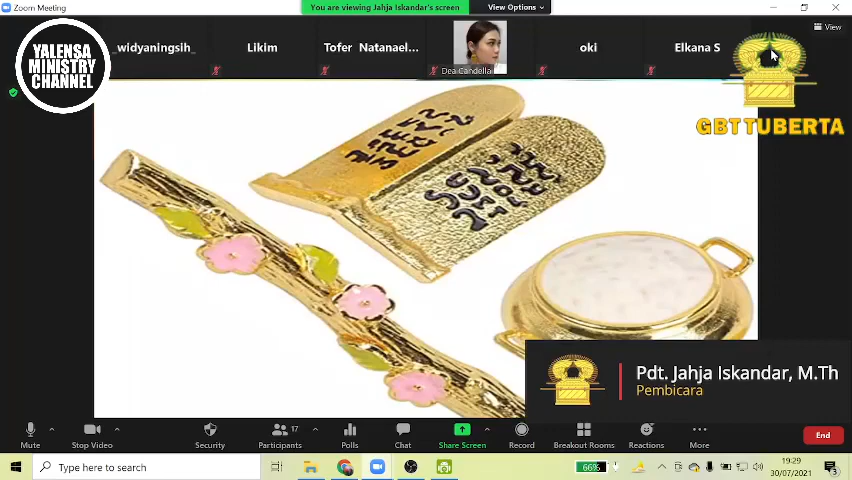 Zoom Meeting
You are viewing Jahja Iskandar's screen
View Options
View
YALENSA
MINISTRY
CHANNEL
_widyaningsih_
Likim
Tofer Natanael...
Dea Candella
oki
Elkana S
GBT TUBERTA
Pdt. Jahja Iskandar, M.Th
Pembicara
Mute
Stop Video
Security
Participants
17
Polls
Chat
Share Screen
Record
Breakout Rooms
Reactions
More
End
Type here to search
66%
19:29
30/07/2021
3